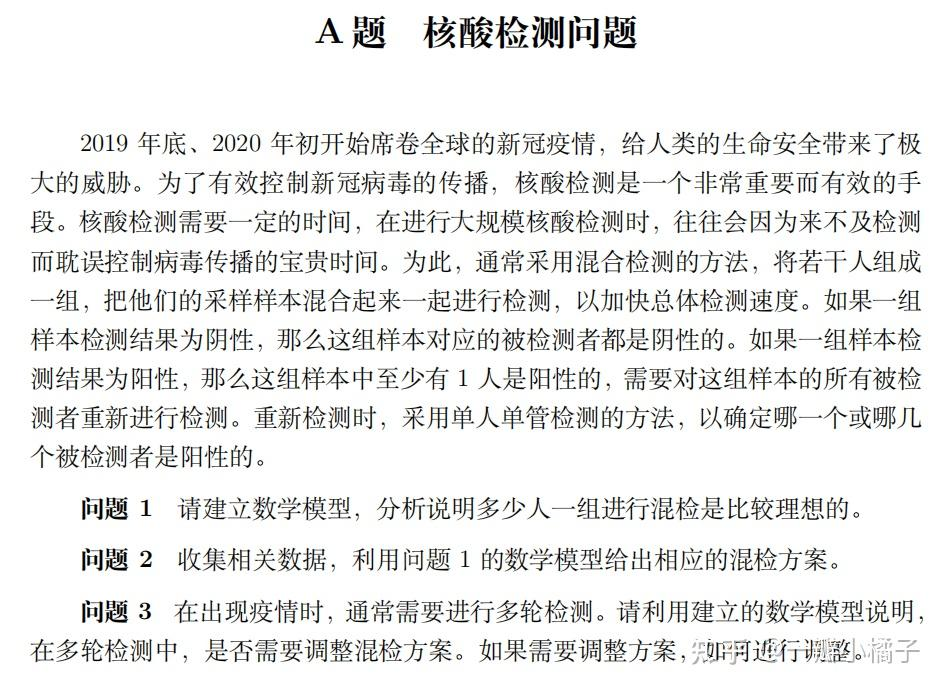 A 题 核酸检测问题
2019 年底、2020 年初开始席卷全球的新冠疫情，给人类的生命安全带来了极
大的威胁。为了有效控制新冠病毒的传播，核酸检测是一个非常重要而有效的手
段。核酸检测需要一定的时间，在进行大规模核酸检测时，往往会因为来不及检测
而耽误控制病毒传播的宝贵时间。为此，通常采用混合检测的方法，将若干人组成
一组，把他们的采样样本混合起来一起进行检测，以加快总体检测速度。如果一组
样本检测结果为阴性，那么这组样本对应的被检测者都是阴性的。如果一组样本检
测结果为阳性，那么这组样本中至少有 1 人是阳性的，需要对这组样本的所有被检
测者重新进行检测。重新检测时，采用单人单管检测的方法，以确定哪一个或哪几
个被检测者是阳性的。
问题 1 请建立数学模型，分析说明多少人一组进行混检是比较理想的。
问题 2 收集相关数据，利用问题 1 的数学模型给出相应的混检方案。
问题 3 在出现疫情时，通常需要进行多轮检测。请利用建立的数学模型说明，
在多轮检测中，是否需要调整混检方案。如果需要调整方案，如何进行调整。
知乎 @一颗小橘子